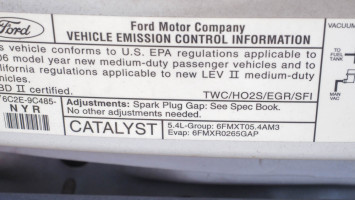 Ford
Ford Motor Company
VEHICLE EMISSION CONTROL INFORMATION
s vehicle conforms to U.S. EPA regulations applicable to
06 model year new medium-duty passenger vehicles and to
alifornia regulations applicable to new LEV II medium-duty
hicles.
BD II certified.
TWC/HO2S/EGR/SFI
6C2E-9C485-
NYR
Adjustments: Spark Plug Gap: See Spec Book.
No other adjustments needed.
CATALYST
5.4L-Group: 6FMXT05.4AM3
Evap: 6FMXR0265GAP
VACUUM
TO
FUEL
TANK
MAN
VAC